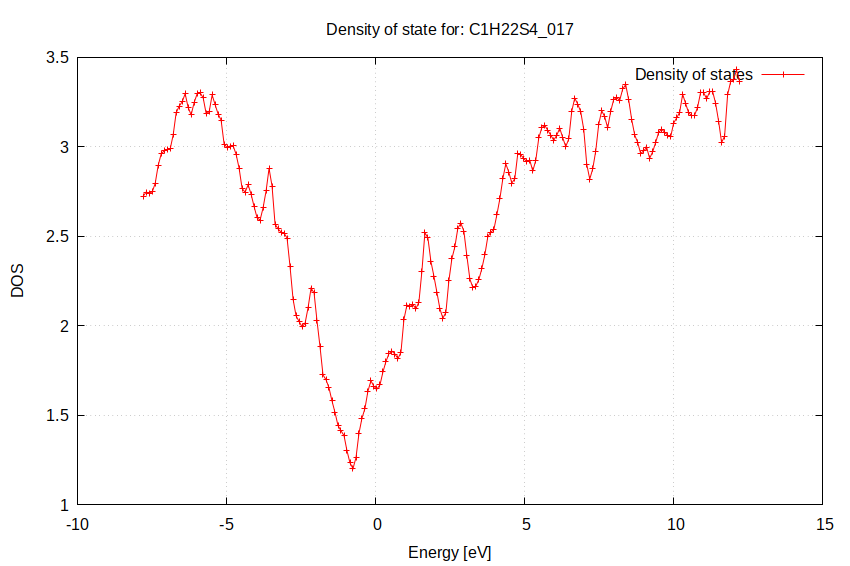 Density of state for: C1H22S4_017
Density of states
3.5
3
2.5
2
1.5
1
DOS
-10 -5 0 5 10 15
Energy [eV]